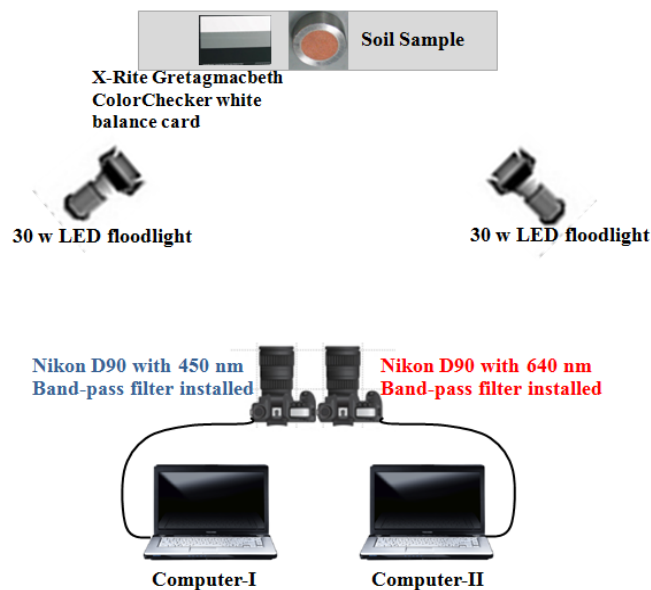 Soil Sample
X-Rite Gretagmacbeth
ColorChecker white
balance card
30 w LED floodlight
30 w LED floodlight
Nikon D90 with 450 nm
Band-pass filter installed
Nikon D90 with 640 nm
Band-pass filter installed
Computer-I
Computer-II